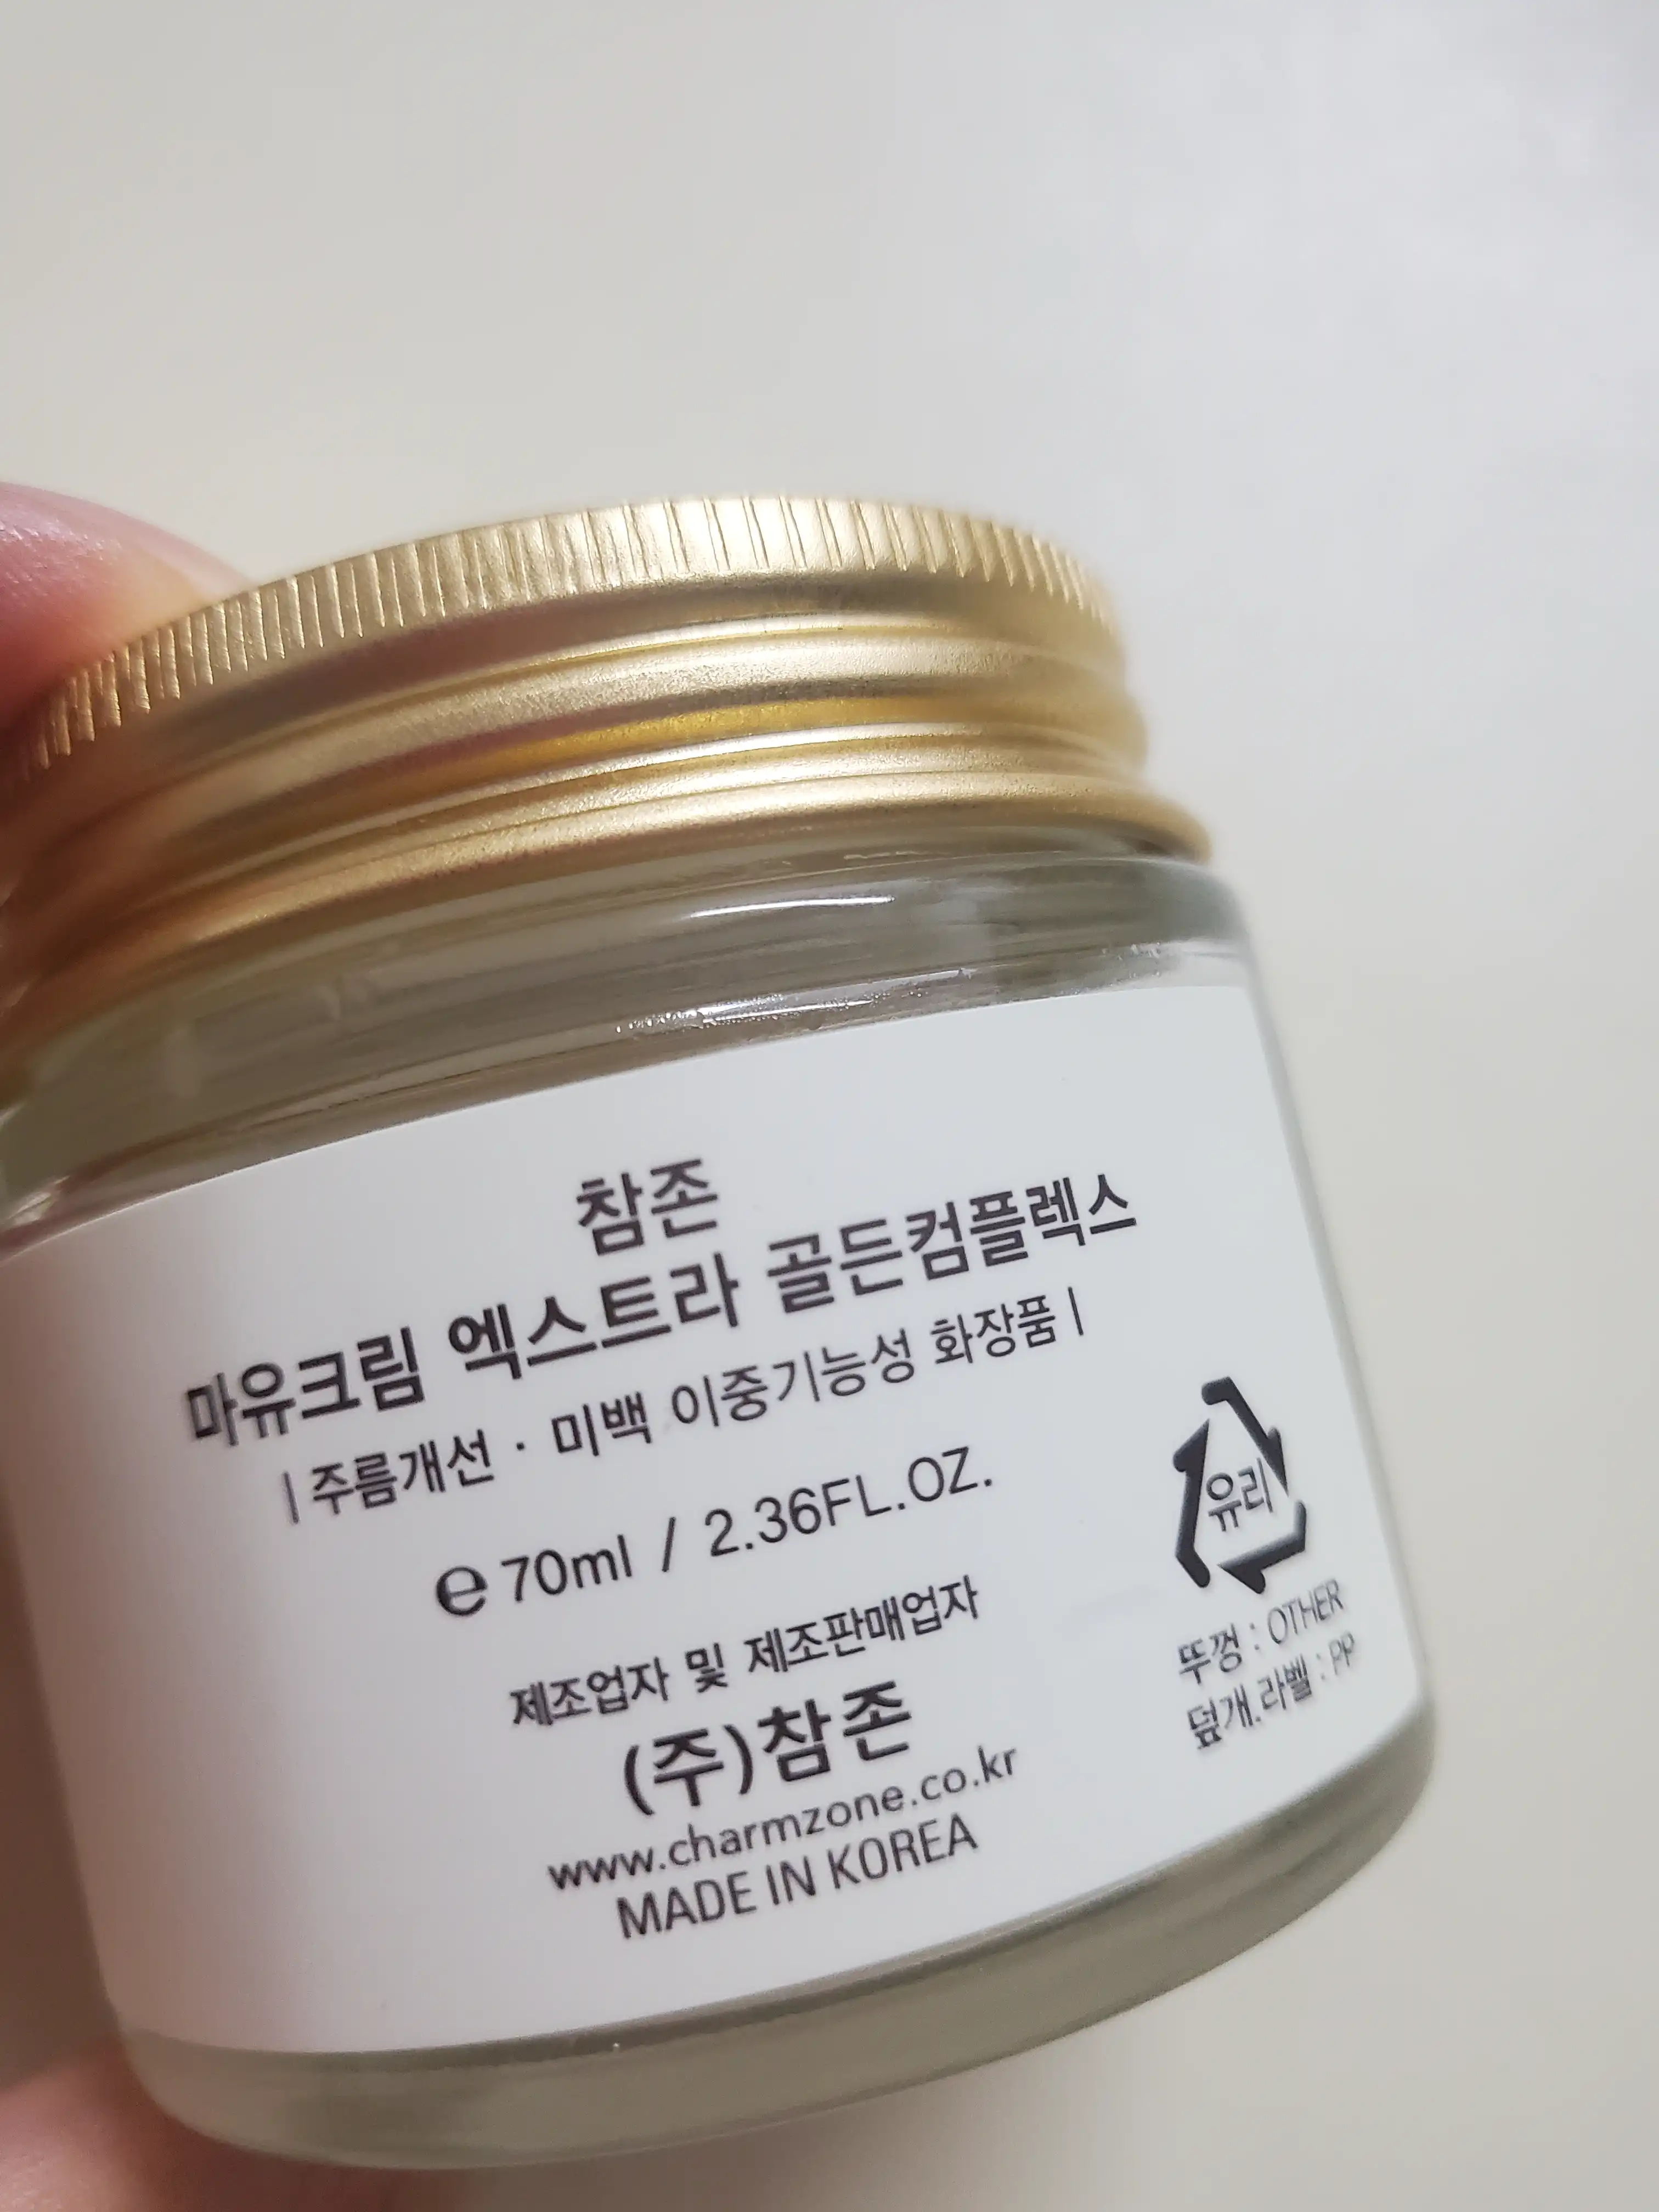 참존
마유크림 엑스트라 골든컴플렉스
| 주름개선 · 미백 이중기능성 화장품 |
℮ 70ml / 2.36FL.OZ.
제조업자 및 제조판매업자
(주)참존
www.charmzone.co.kr
MADE IN KOREA
유리
뚜껑 : OTHER
덮개.라벨 : PP